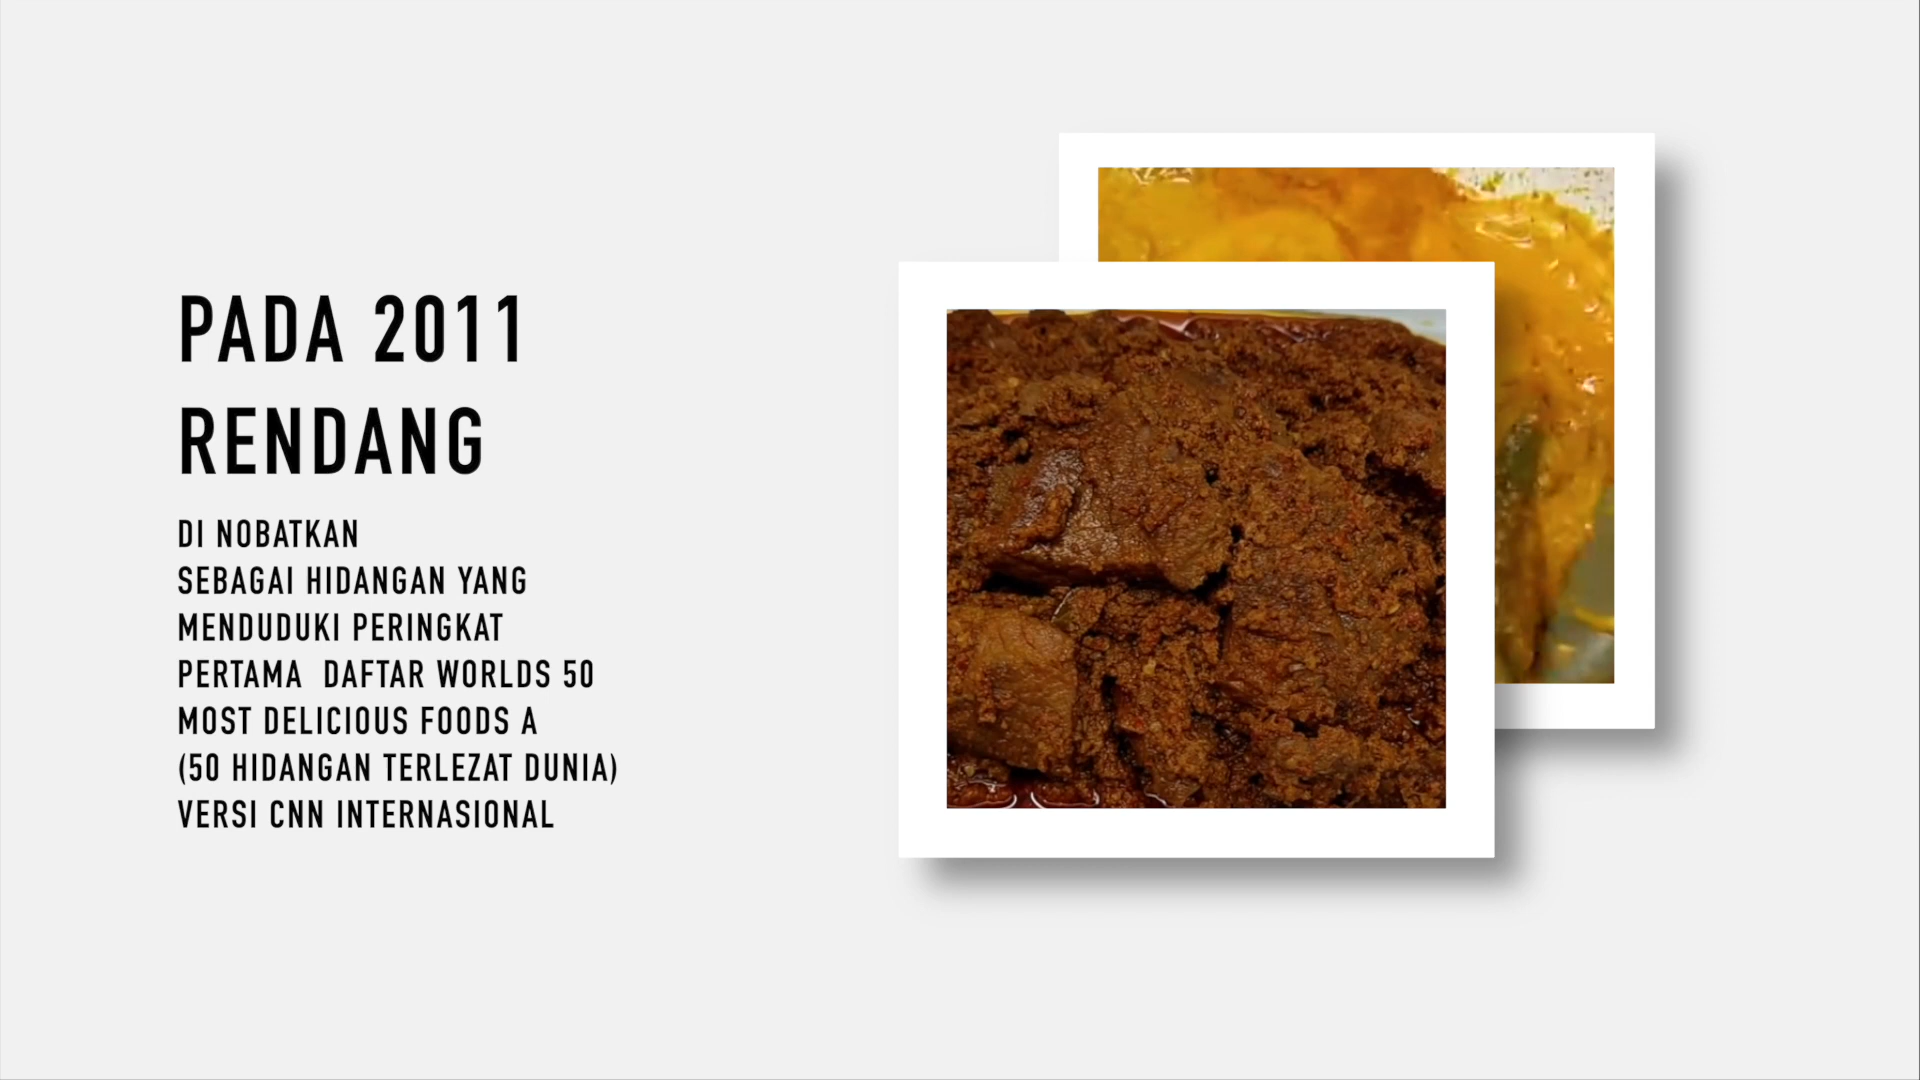 PADA 2011
RENDANG
DI NOBATKAN
SEBAGAI HIDANGAN YANG
MENDUDUKI PERINGKAT
PERTAMA  DAFTAR WORLDS 50
MOST DELICIOUS FOODS A
(50 HIDANGAN TERLEZAT DUNIA)
VERSI CNN INTERNASIONAL